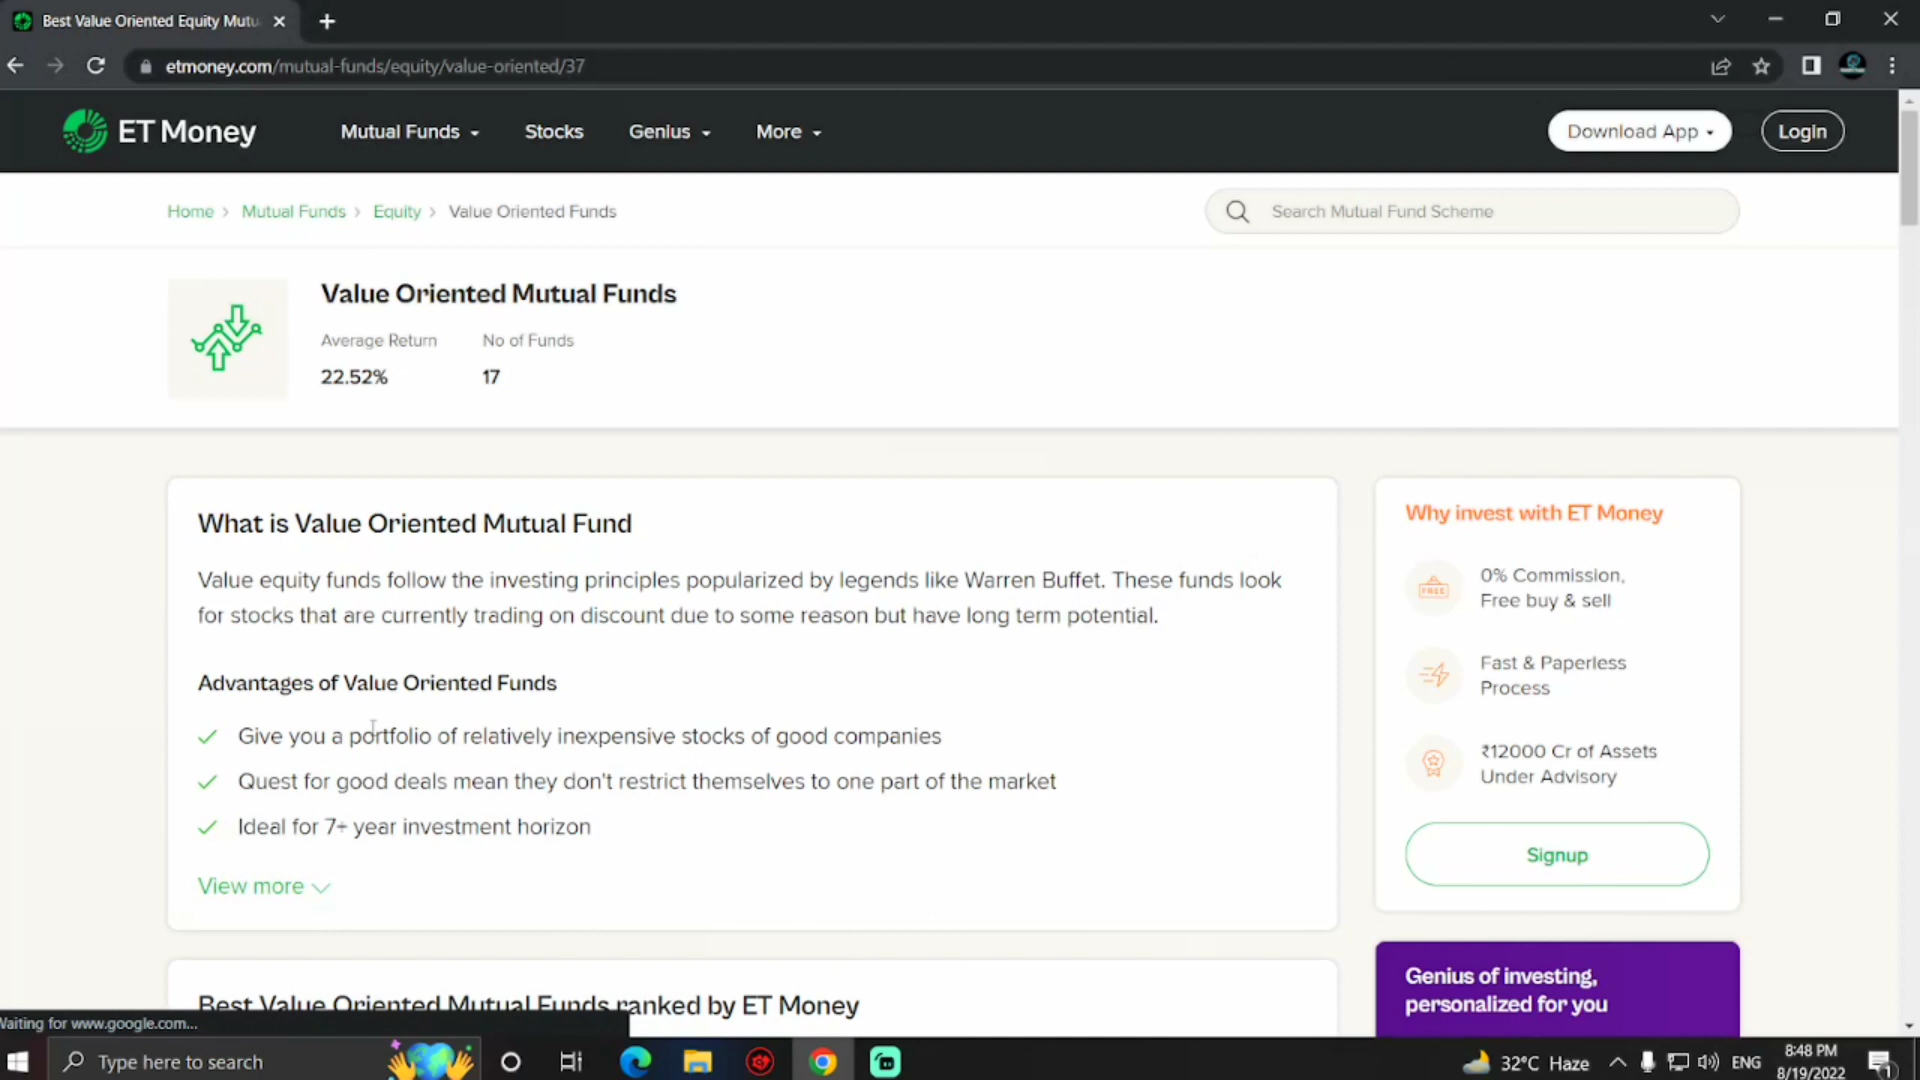 Best Value Oriented Equity Mutu
etmoney.com/mutual-funds/equity/value-oriented/37
ET Money
Mutual Funds
Stocks
Genius
More
Download App
Login
Home > Mutual Funds > Equity > Value Oriented Funds
Search Mutual Fund Scheme
Value Oriented Mutual Funds
Average Return
No of Funds
22.52%
17
What is Value Oriented Mutual Fund
Value equity funds follow the investing principles popularized by legends like Warren Buffet. These funds look
for stocks that are currently trading on discount due to some reason but have long term potential.
Advantages of Value Oriented Funds
Give you a portfolio of relatively inexpensive stocks of good companies
Quest for good deals mean they don't restrict themselves to one part of the market
Ideal for 7+ year investment horizon
View more
Why invest with ET Money
FREE
0% Commission,
Free buy & sell
Fast & Paperless
Process
₹12000 Cr of Assets
Under Advisory
Signup
Best Value Oriented Mutual Funds ranked by ET Money
Genius of investing,
personalized for you
Waiting for www.google.com...
Type here to search
32°C Haze
ENG
8:48 PM
8/19/2022
1